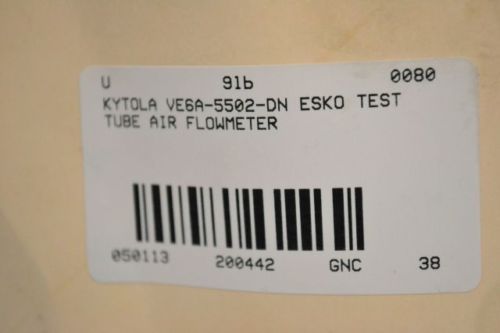 U 91b 0080
KYTOLA VE6A-5502-DN ESKO TEST
TUBE AIR FLOWMETER
050113 200442 GNC 38